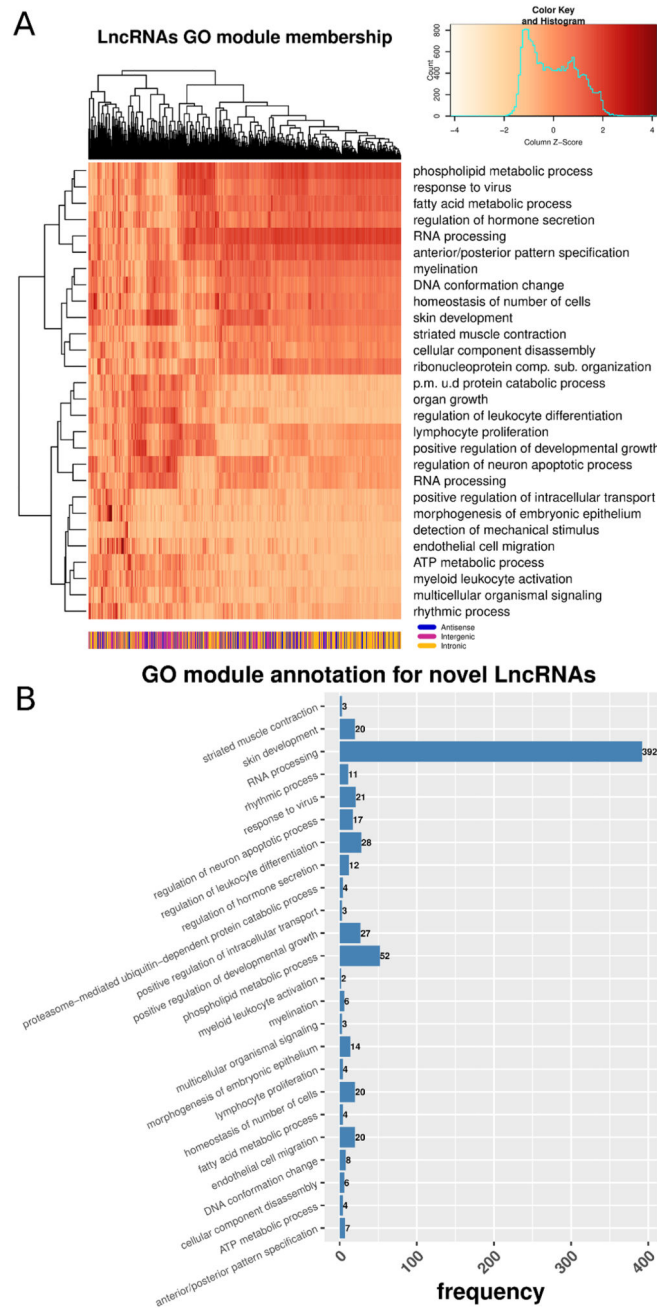 A
LncRNAs GO module membership
Color Key
and Histogram
Count
0 200 400 600 800
-4 -2 0 2 4
Column Z-Score
phospholipid metabolic process
response to virus
fatty acid metabolic process
regulation of hormone secretion
RNA processing
anterior/posterior pattern specification
myelination
DNA conformation change
homeostasis of number of cells
skin development
striated muscle contraction
cellular component disassembly
ribonucleoprotein comp. sub. organization
p.m. u.d protein catabolic process
organ growth
regulation of leukocyte differentiation
lymphocyte proliferation
positive regulation of developmental growth
regulation of neuron apoptotic process
RNA processing
positive regulation of intracellular transport
morphogenesis of embryonic epithelium
detection of mechanical stimulus
endothelial cell migration
ATP metabolic process
myeloid leukocyte activation
multicellular organismal signaling
rhythmic process
Antisense
Intergenic
Intronic
GO module annotation for novel LncRNAs
B
striated muscle contraction 3
skin development 20
RNA processing 392
rhythmic process 11
response to virus 21
regulation of neuron apoptotic process 17
regulation of leukocyte differentiation 28
regulation of hormone secretion 12
proteasome-mediated ubiquitin-dependent protein catabolic process 4
positive regulation of intracellular transport 3
positive regulation of developmental growth 27
phospholipid metabolic process 52
myeloid leukocyte activation 2
myelination 6
multicellular organismal signaling 3
morphogenesis of embryonic epithelium 14
lymphocyte proliferation 4
homeostasis of number of cells 20
fatty acid metabolic process 4
endothelial cell migration 20
DNA conformation change 8
cellular component disassembly 6
ATP metabolic process 4
anterior/posterior pattern specification 7
0 100 200 300 400
frequency